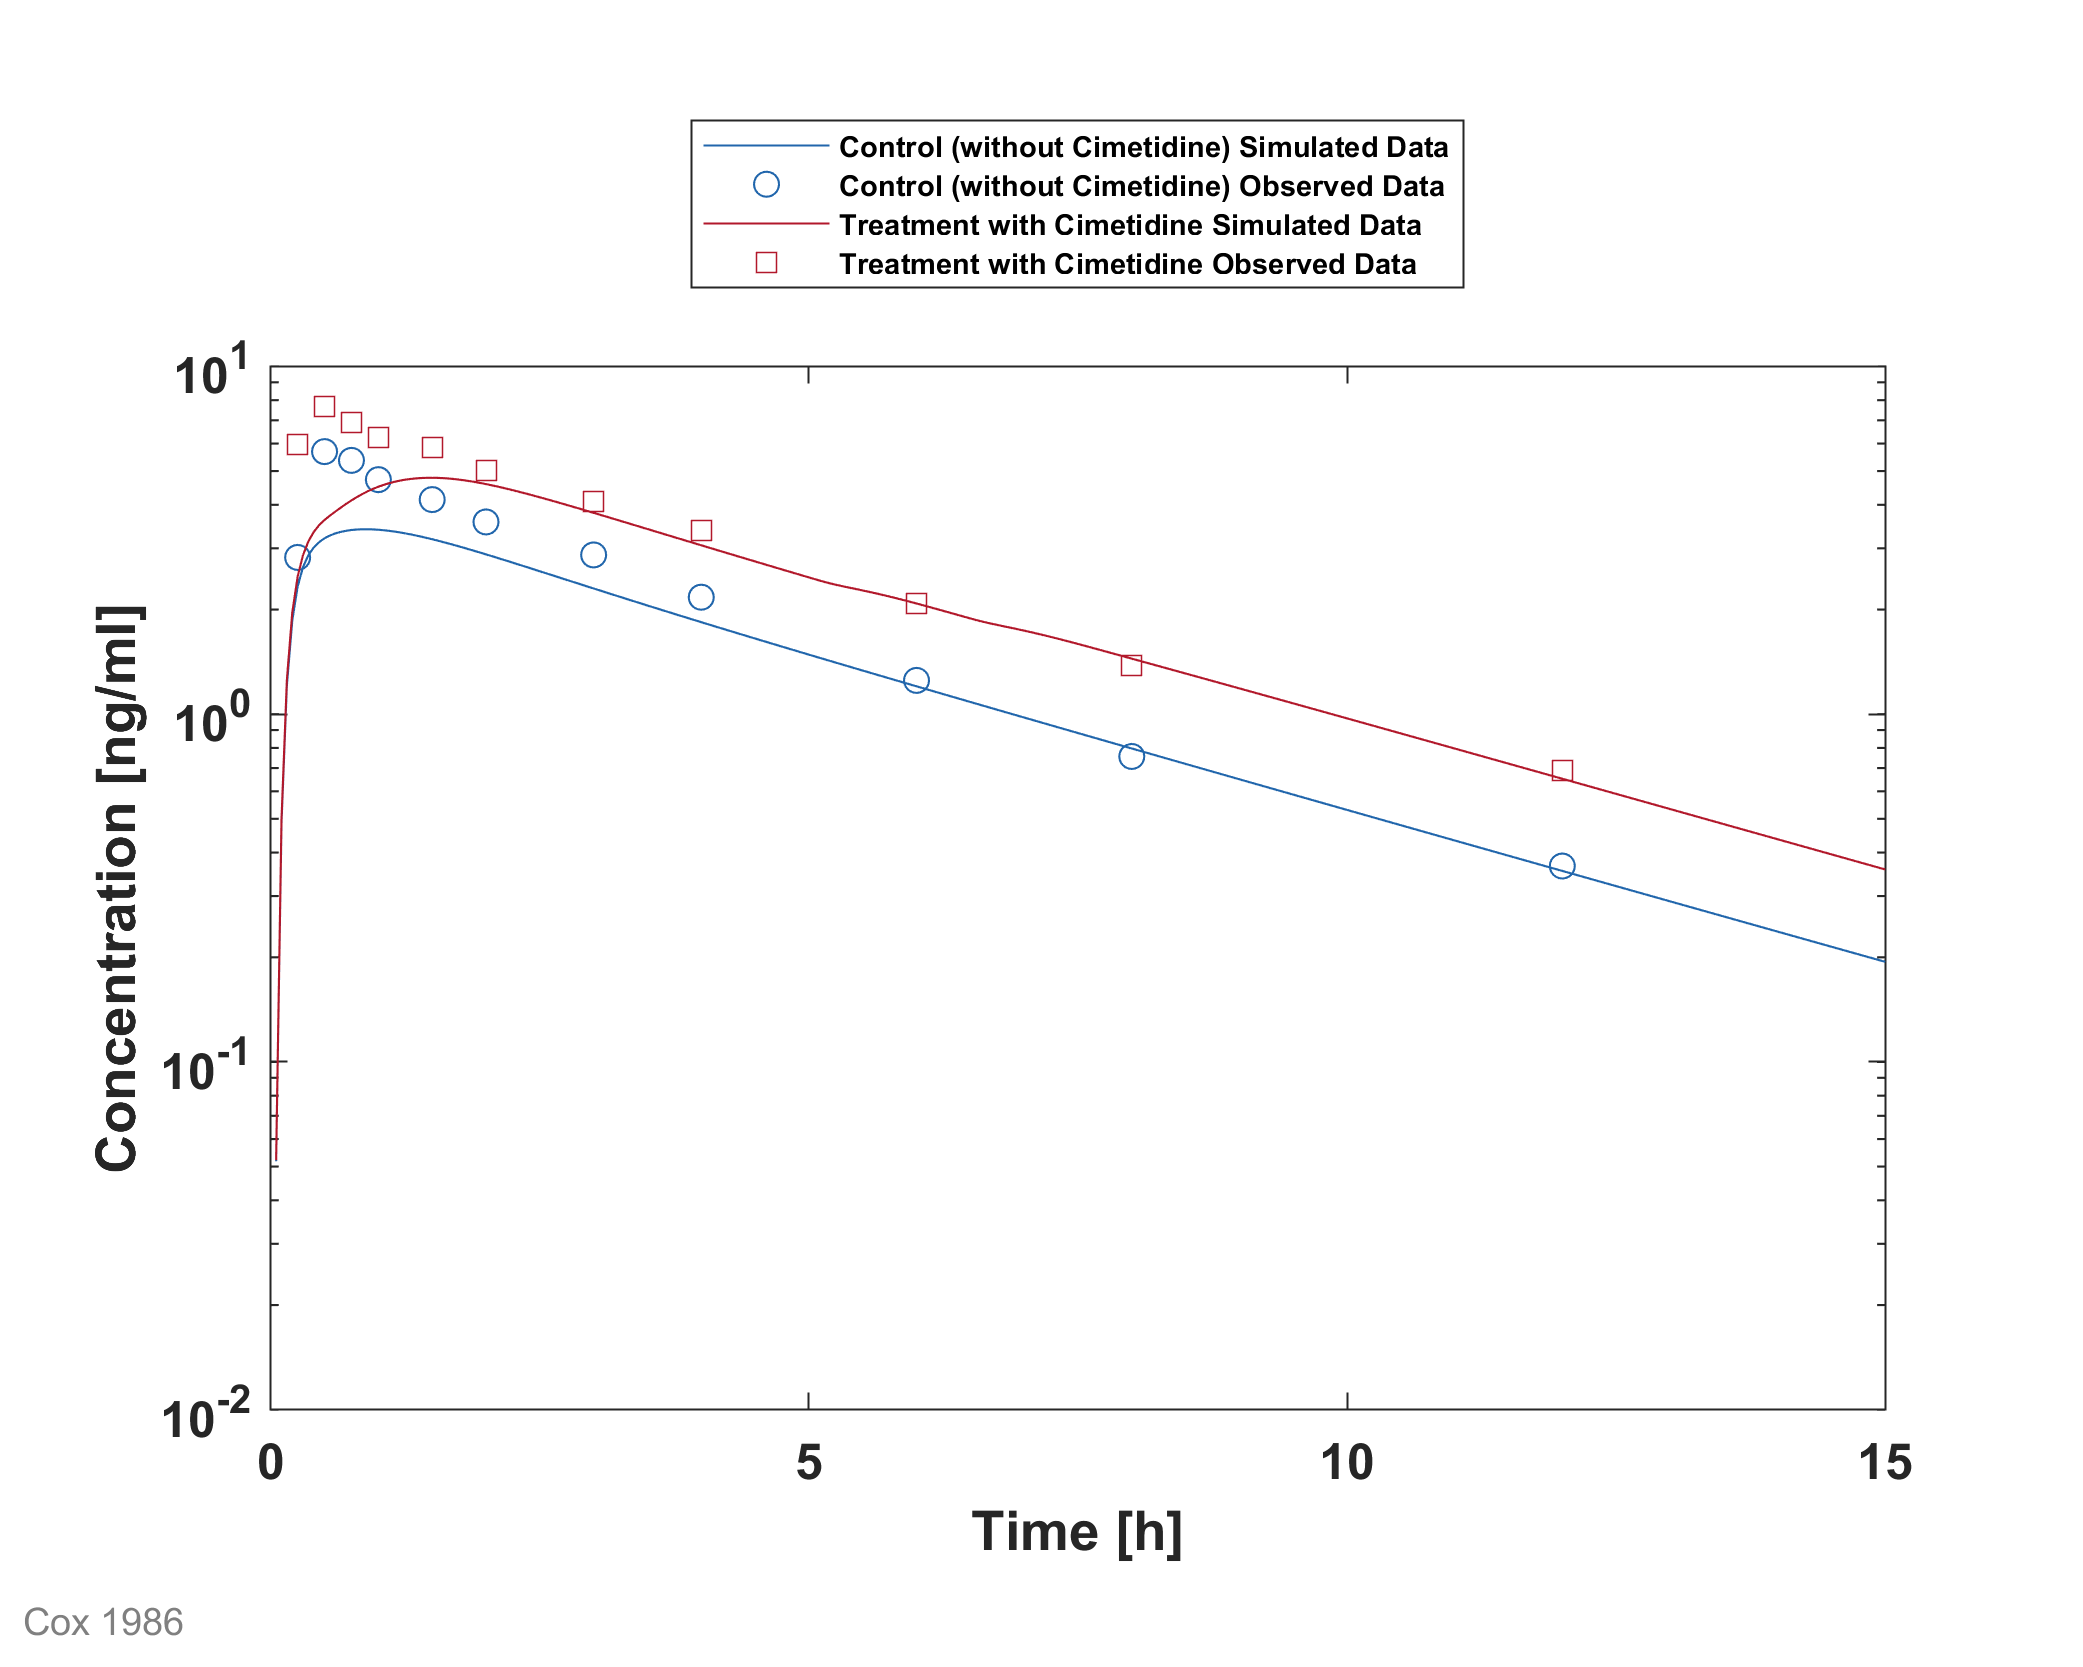 Control (without Cimetidine) Simulated Data
Control (without Cimetidine) Observed Data
Treatment with Cimetidine Simulated Data
Treatment with Cimetidine Observed Data
10^1
10^0
10^-1
10^-2
Concentration [ng/ml]
0 5 10 15
Time [h]
Cox 1986